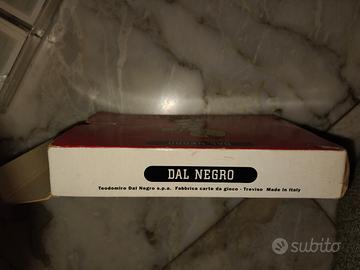 DAL NEGRO
Teodomiro Dal Negro s.p.a. Fabbrica carte da gioco - Treviso Made in Italy
subito